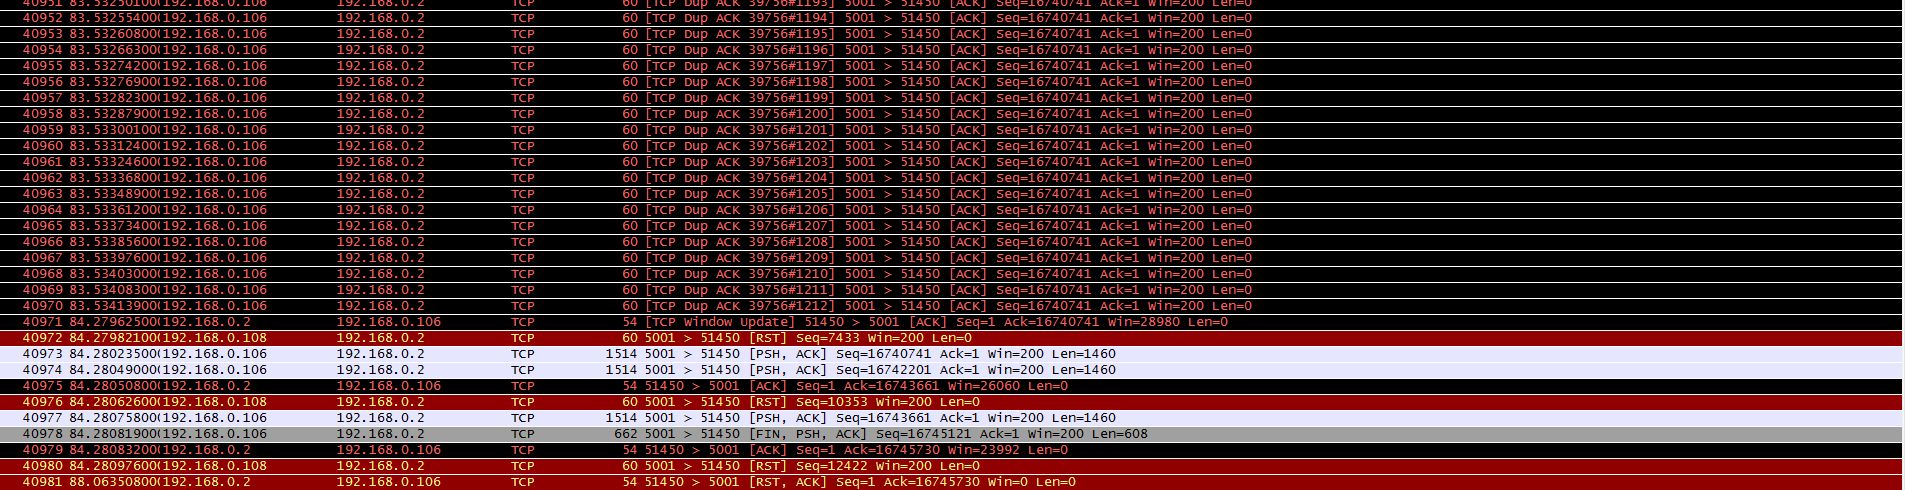 40951 83.532501000 192.168.0.106 192.168.0.2 TCP 60 [TCP Dup ACK 39756#1193] 5001 > 51450 [ACK] Seq=16740741 Ack=1 Win=200 Len=0
40952 83.532554000 192.168.0.106 192.168.0.2 TCP 60 [TCP Dup ACK 39756#1194] 5001 > 51450 [ACK] Seq=16740741 Ack=1 Win=200 Len=0
40953 83.532608000 192.168.0.106 192.168.0.2 TCP 60 [TCP Dup ACK 39756#1195] 5001 > 51450 [ACK] Seq=16740741 Ack=1 Win=200 Len=0
40954 83.532663000 192.168.0.106 192.168.0.2 TCP 60 [TCP Dup ACK 39756#1196] 5001 > 51450 [ACK] Seq=16740741 Ack=1 Win=200 Len=0
40955 83.532742000 192.168.0.106 192.168.0.2 TCP 60 [TCP Dup ACK 39756#1197] 5001 > 51450 [ACK] Seq=16740741 Ack=1 Win=200 Len=0
40956 83.532769000 192.168.0.106 192.168.0.2 TCP 60 [TCP Dup ACK 39756#1198] 5001 > 51450 [ACK] Seq=16740741 Ack=1 Win=200 Len=0
40957 83.532823000 192.168.0.106 192.168.0.2 TCP 60 [TCP Dup ACK 39756#1199] 5001 > 51450 [ACK] Seq=16740741 Ack=1 Win=200 Len=0
40958 83.532879000 192.168.0.106 192.168.0.2 TCP 60 [TCP Dup ACK 39756#1200] 5001 > 51450 [ACK] Seq=16740741 Ack=1 Win=200 Len=0
40959 83.533001000 192.168.0.106 192.168.0.2 TCP 60 [TCP Dup ACK 39756#1201] 5001 > 51450 [ACK] Seq=16740741 Ack=1 Win=200 Len=0
40960 83.533124000 192.168.0.106 192.168.0.2 TCP 60 [TCP Dup ACK 39756#1202] 5001 > 51450 [ACK] Seq=16740741 Ack=1 Win=200 Len=0
40961 83.533246000 192.168.0.106 192.168.0.2 TCP 60 [TCP Dup ACK 39756#1203] 5001 > 51450 [ACK] Seq=16740741 Ack=1 Win=200 Len=0
40962 83.533368000 192.168.0.106 192.168.0.2 TCP 60 [TCP Dup ACK 39756#1204] 5001 > 51450 [ACK] Seq=16740741 Ack=1 Win=200 Len=0
40963 83.533489000 192.168.0.106 192.168.0.2 TCP 60 [TCP Dup ACK 39756#1205] 5001 > 51450 [ACK] Seq=16740741 Ack=1 Win=200 Len=0
40964 83.533612000 192.168.0.106 192.168.0.2 TCP 60 [TCP Dup ACK 39756#1206] 5001 > 51450 [ACK] Seq=16740741 Ack=1 Win=200 Len=0
40965 83.533734000 192.168.0.106 192.168.0.2 TCP 60 [TCP Dup ACK 39756#1207] 5001 > 51450 [ACK] Seq=16740741 Ack=1 Win=200 Len=0
40966 83.533856000 192.168.0.106 192.168.0.2 TCP 60 [TCP Dup ACK 39756#1208] 5001 > 51450 [ACK] Seq=16740741 Ack=1 Win=200 Len=0
40967 83.533976000 192.168.0.106 192.168.0.2 TCP 60 [TCP Dup ACK 39756#1209] 5001 > 51450 [ACK] Seq=16740741 Ack=1 Win=200 Len=0
40968 83.534030000 192.168.0.106 192.168.0.2 TCP 60 [TCP Dup ACK 39756#1210] 5001 > 51450 [ACK] Seq=16740741 Ack=1 Win=200 Len=0
40969 83.534083000 192.168.0.106 192.168.0.2 TCP 60 [TCP Dup ACK 39756#1211] 5001 > 51450 [ACK] Seq=16740741 Ack=1 Win=200 Len=0
40970 83.534139000 192.168.0.106 192.168.0.2 TCP 60 [TCP Dup ACK 39756#1212] 5001 > 51450 [ACK] Seq=16740741 Ack=1 Win=200 Len=0
40971 84.279625000 192.168.0.2 192.168.0.106 TCP 54 [TCP Window Update] 51450 > 5001 [ACK] Seq=1 Ack=16740741 Win=28980 Len=0
40972 84.279821000 192.168.0.108 192.168.0.2 TCP 60 5001 > 51450 [RST] Seq=7433 Win=200 Len=0
40973 84.280235000 192.168.0.106 192.168.0.2 TCP 1514 5001 > 51450 [PSH, ACK] Seq=16740741 Ack=1 Win=200 Len=1460
40974 84.280490000 192.168.0.106 192.168.0.2 TCP 1514 5001 > 51450 [PSH, ACK] Seq=16742201 Ack=1 Win=200 Len=1460
40975 84.280508000 192.168.0.2 192.168.0.106 TCP 54 51450 > 5001 [ACK] Seq=1 Ack=16743661 Win=26060 Len=0
40976 84.280626000 192.168.0.108 192.168.0.2 TCP 60 5001 > 51450 [RST] Seq=10353 Win=200 Len=0
40977 84.280758000 192.168.0.106 192.168.0.2 TCP 1514 5001 > 51450 [PSH, ACK] Seq=16743661 Ack=1 Win=200 Len=1460
40978 84.280819000 192.168.0.106 192.168.0.2 TCP 662 5001 > 51450 [FIN, PSH, ACK] Seq=16745121 Ack=1 Win=200 Len=608
40979 84.280832000 192.168.0.2 192.168.0.106 TCP 54 51450 > 5001 [ACK] Seq=1 Ack=16745730 Win=23992 Len=0
40980 84.280976000 192.168.0.108 192.168.0.2 TCP 60 5001 > 51450 [RST] Seq=12422 Win=200 Len=0
40981 88.063508000 192.168.0.2 192.168.0.106 TCP 54 51450 > 5001 [RST, ACK] Seq=1 Ack=16745730 Win=0 Len=0